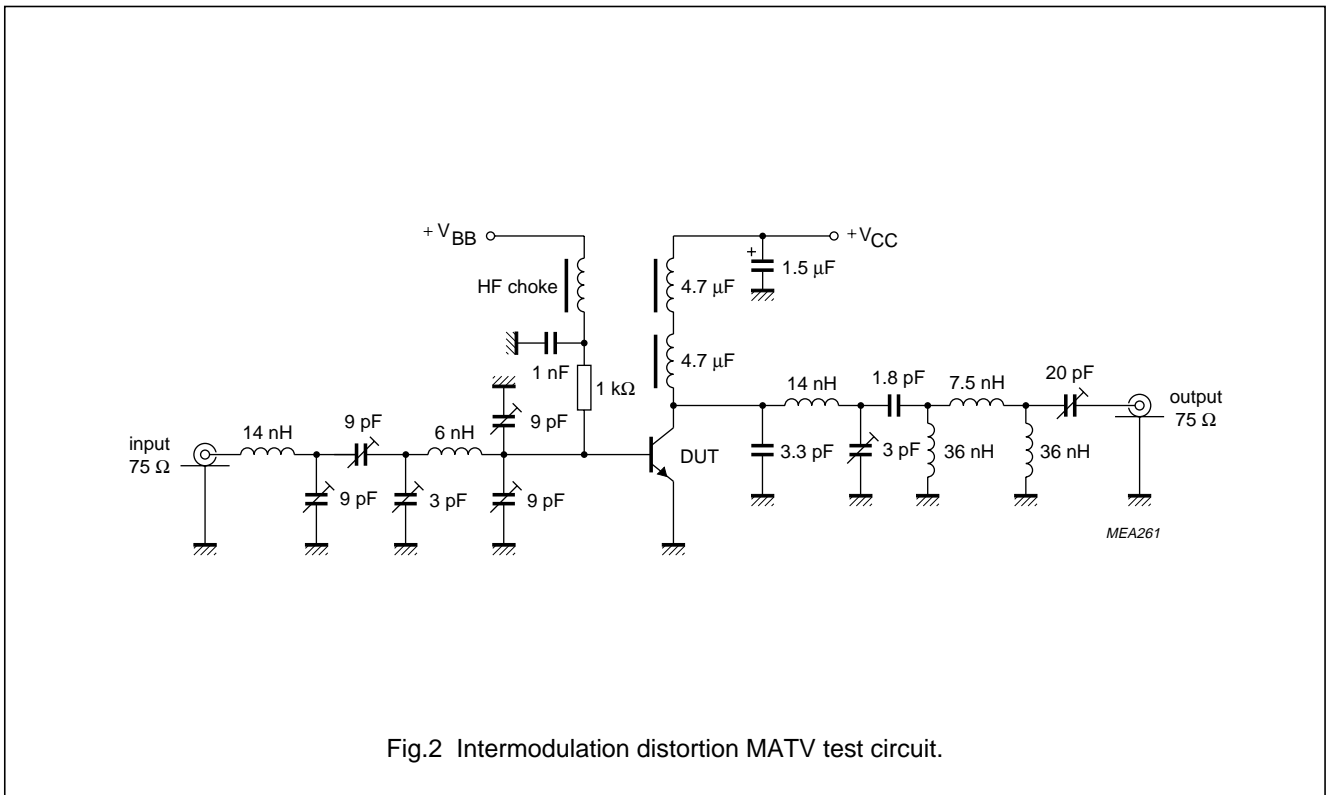 + VBB
+VCC
+
1.5 µF
HF choke
4.7 µF
4.7 µF
1 nF
1 kΩ
14 nH
1.8 pF
7.5 nH
20 pF
output
75 Ω
9 pF
9 pF
6 nH
input
75 Ω
14 nH
DUT
3.3 pF
3 pF
36 nH
36 nH
9 pF
3 pF
9 pF
MEA261
Fig.2 Intermodulation distortion MATV test circuit.